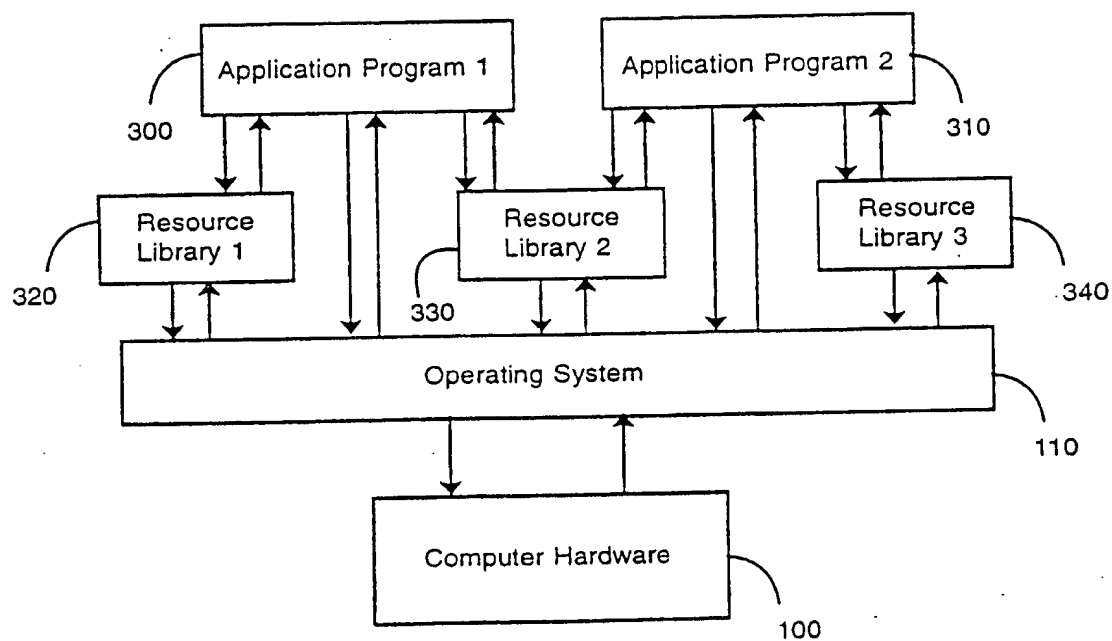 Application Program 1
Application Program 2
300
310
Resource
Library 1
Resource
Library 2
Resource
Library 3
320
330
340
Operating System
110
Computer Hardware
100